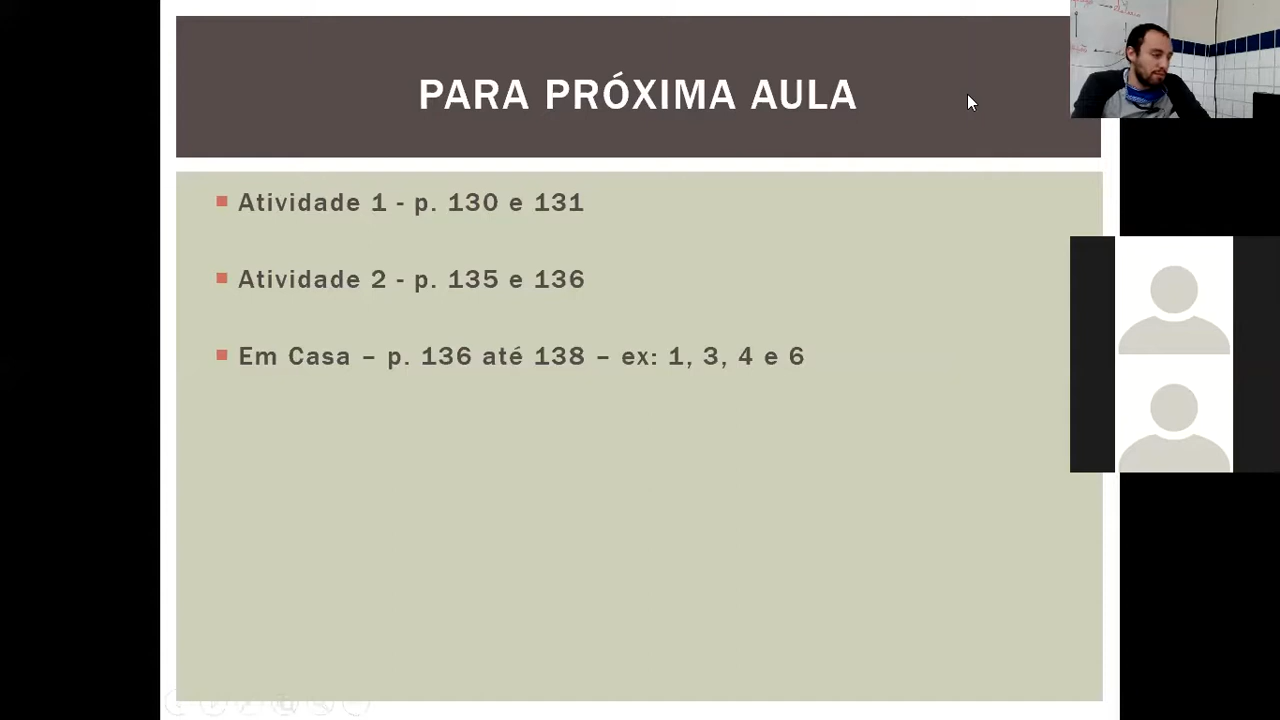 PARA PRÓXIMA AULA
Atividade 1 - p. 130 e 131
Atividade 2 - p. 135 e 136
Em Casa – p. 136 até 138 – ex: 1, 3, 4 e 6